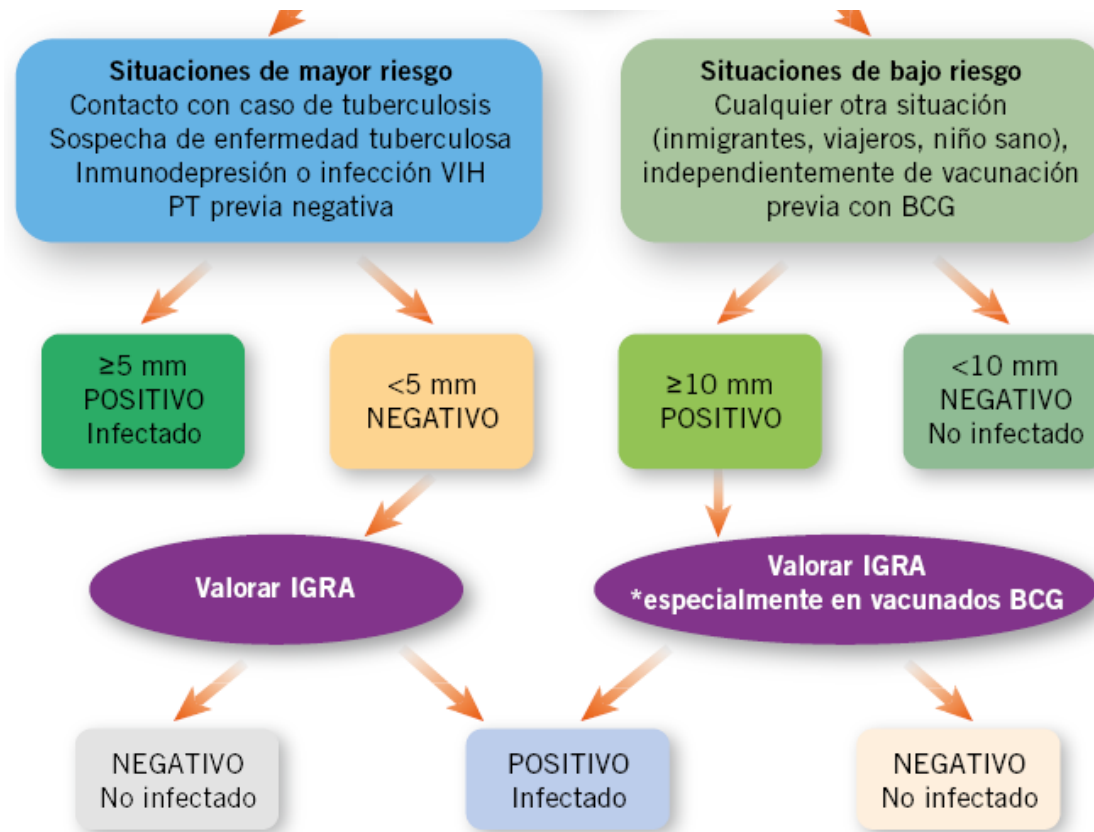 Situaciones de mayor riesgo
Contacto con caso de tuberculosis
Sospecha de enfermedad tuberculosa
Inmunodepresión o infección VIH
PT previa negativa
Situaciones de bajo riesgo
Cualquier otra situación
(inmigrantes, viajeros, niño sano),
independientemente de vacunación
previa con BCG
≥5 mm
POSITIVO
Infectado
<5 mm
NEGATIVO
≥10 mm
POSITIVO
<10 mm
NEGATIVO
No infectado
Valorar IGRA
Valorar IGRA
*especialmente en vacunados BCG
NEGATIVO
No infectado
POSITIVO
Infectado
NEGATIVO
No infectado